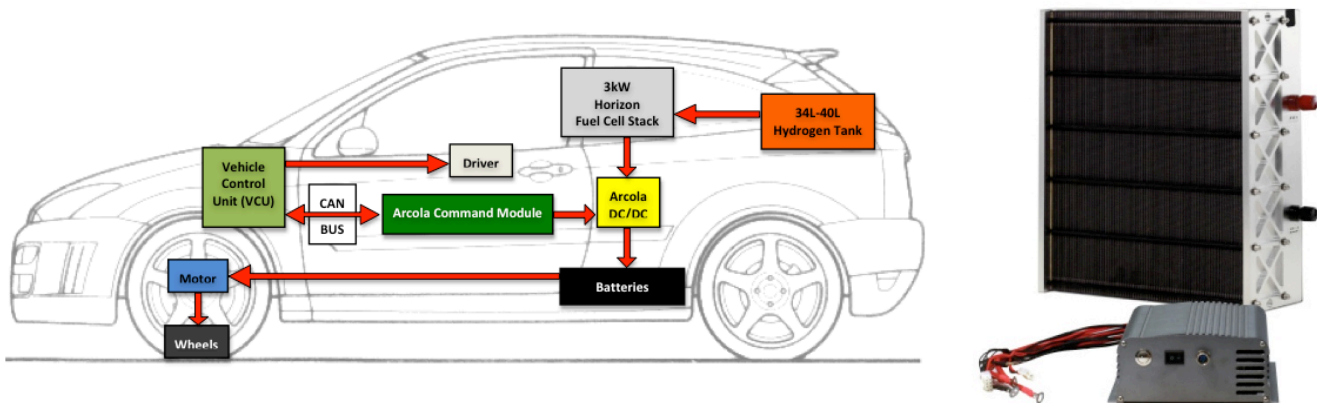 3kW
Horizon
Fuel Cell Stack
34L-40L
Hydrogen Tank
Vehicle
Control
Unit (VCU)
Driver
CAN
BUS
Arcola Command Module
Arcola
DC/DC
Motor
Batteries
Wheels